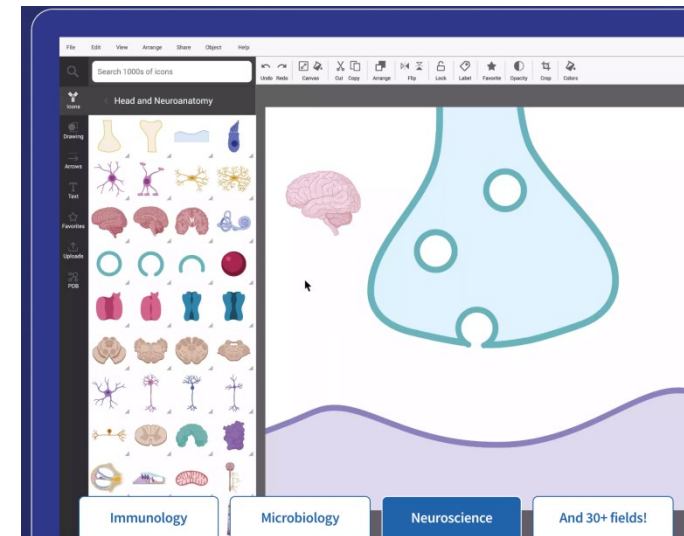 File Edit View Arrange Share Object Help
Search 1000s of icons
Undo Redo Canvas Cut Copy Arrange Flip Lock Label Favorite Opacity Crop Colors
Icons
Head and Neuroanatomy
Drawing
Arrows
Text
Favorites
Uploads
PDB
Immunology Microbiology Neuroscience And 30+ fields!